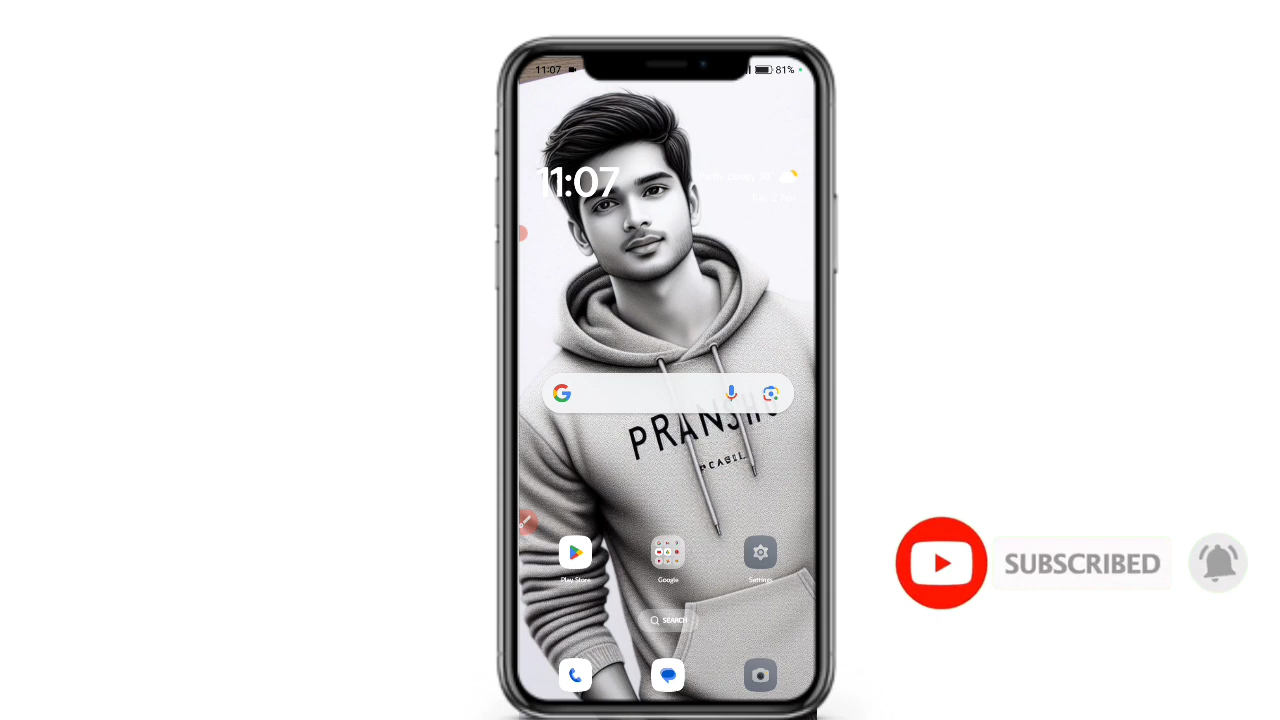 11:07 81%
11:07
PRANSHU
Play Store Google Settings
SEARCH
SUBSCRIBED